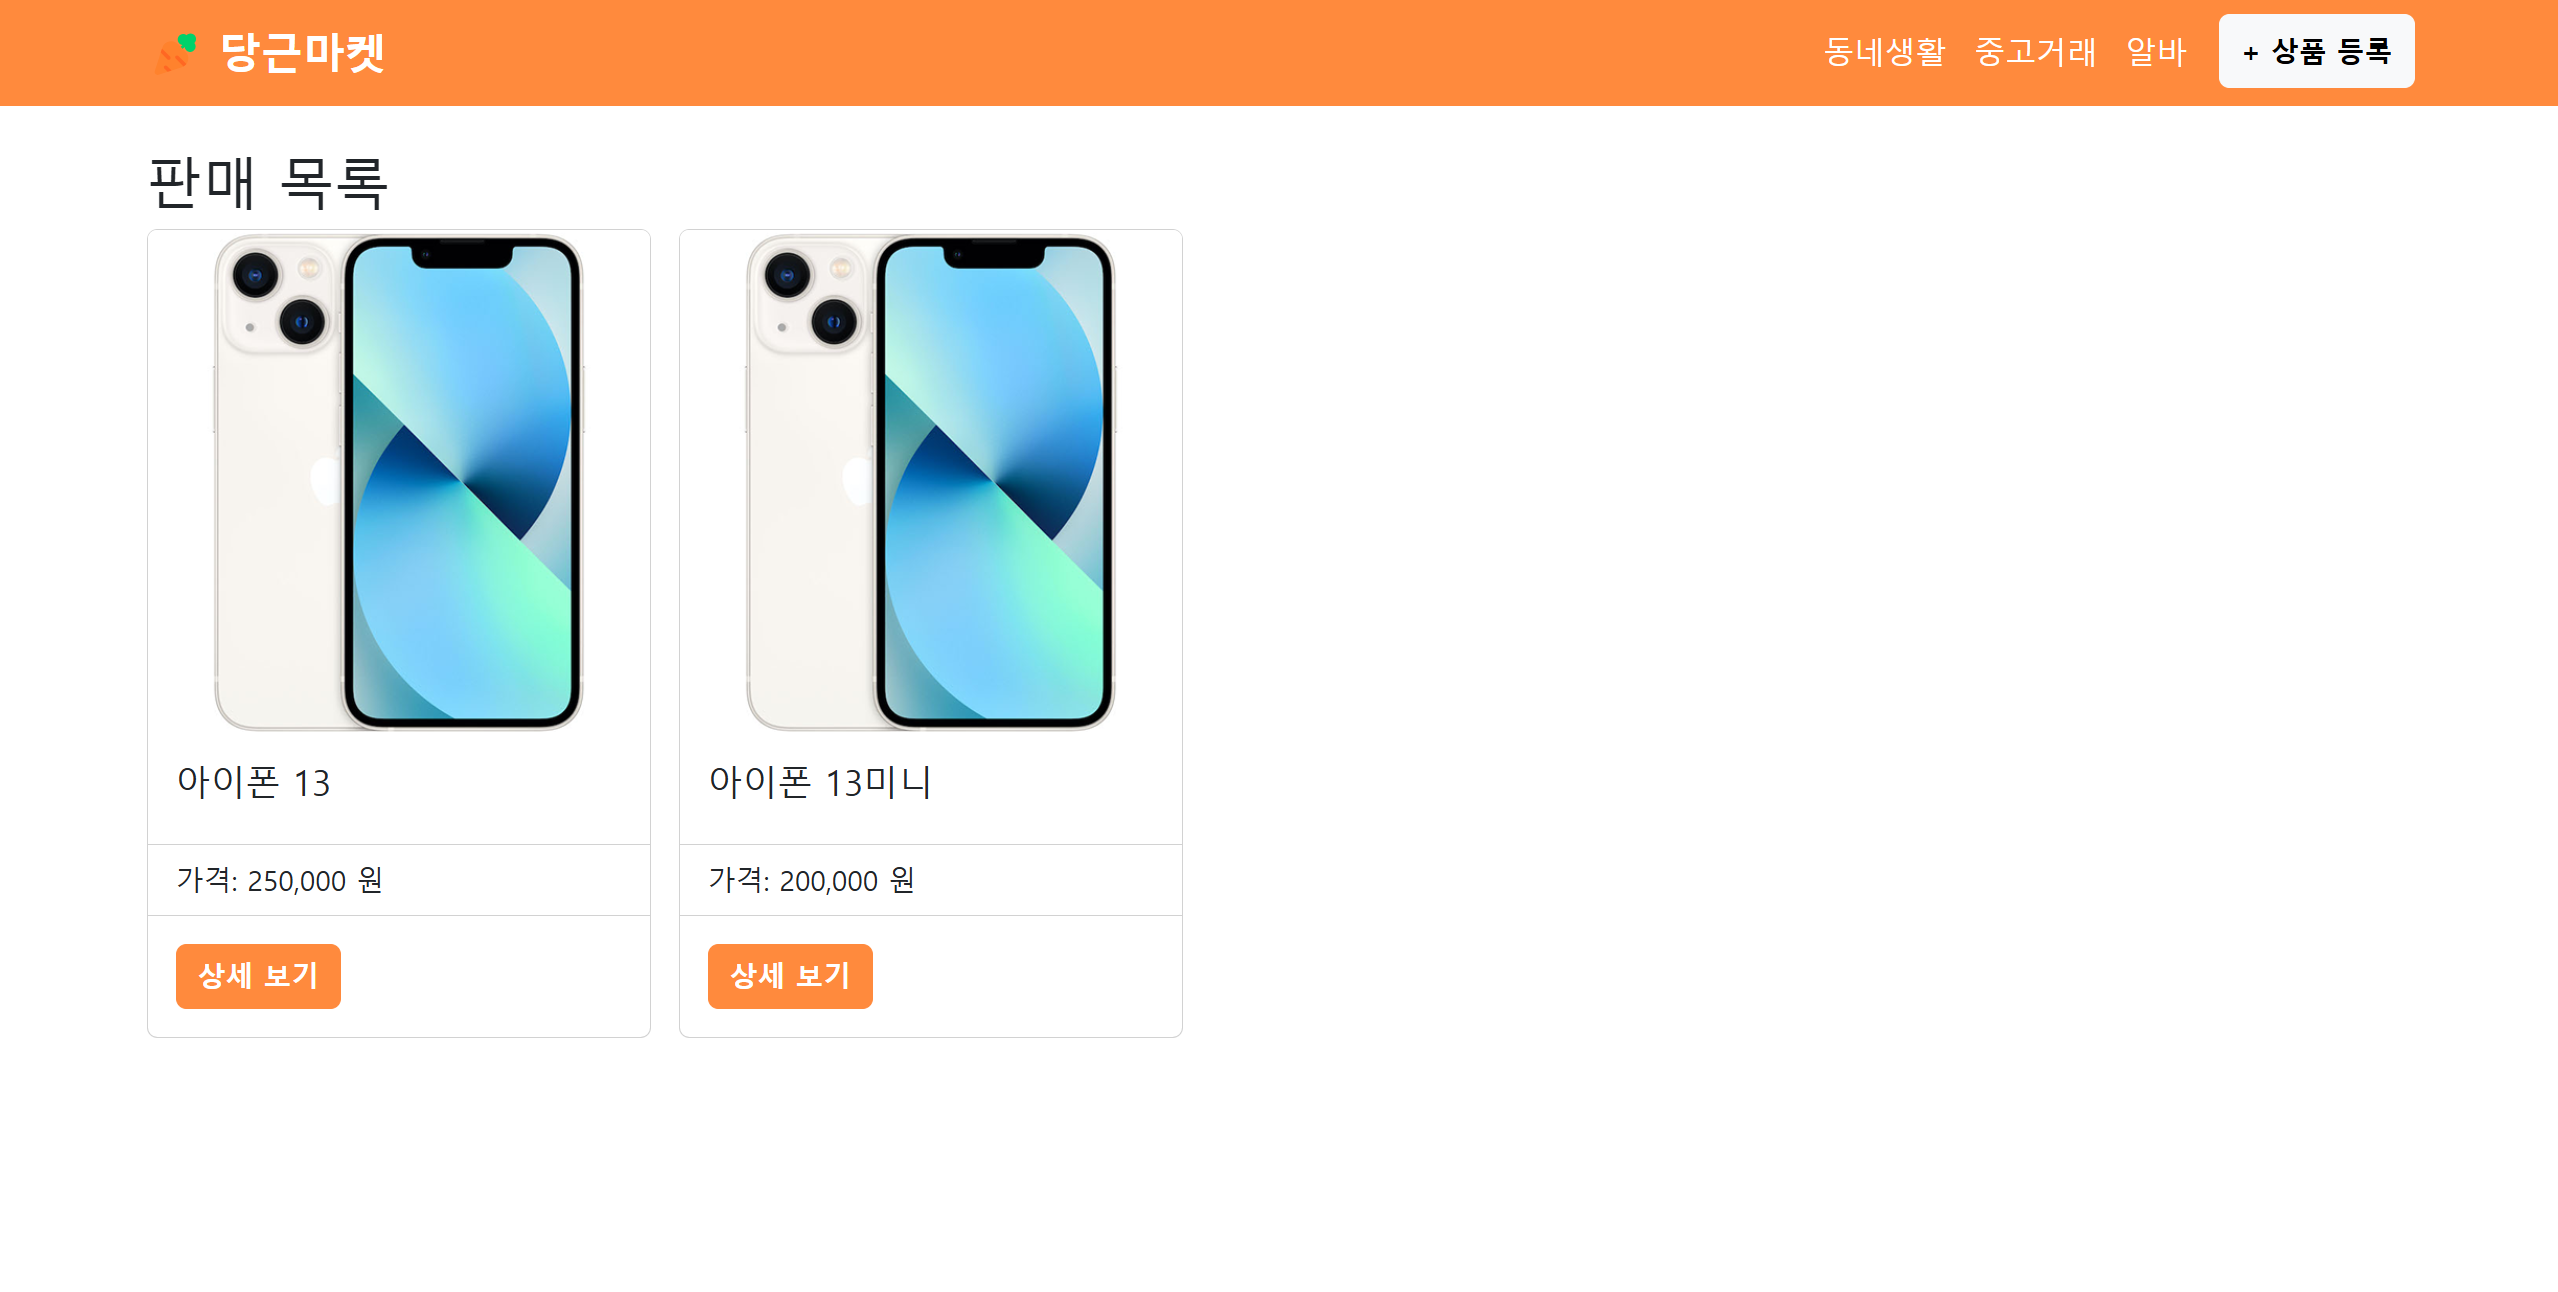 당근마켓
동네생활 중고거래 알바 + 상품 등록
판매 목록
아이폰 13
가격: 250,000 원
상세 보기
아이폰 13미니
가격: 200,000 원
상세 보기